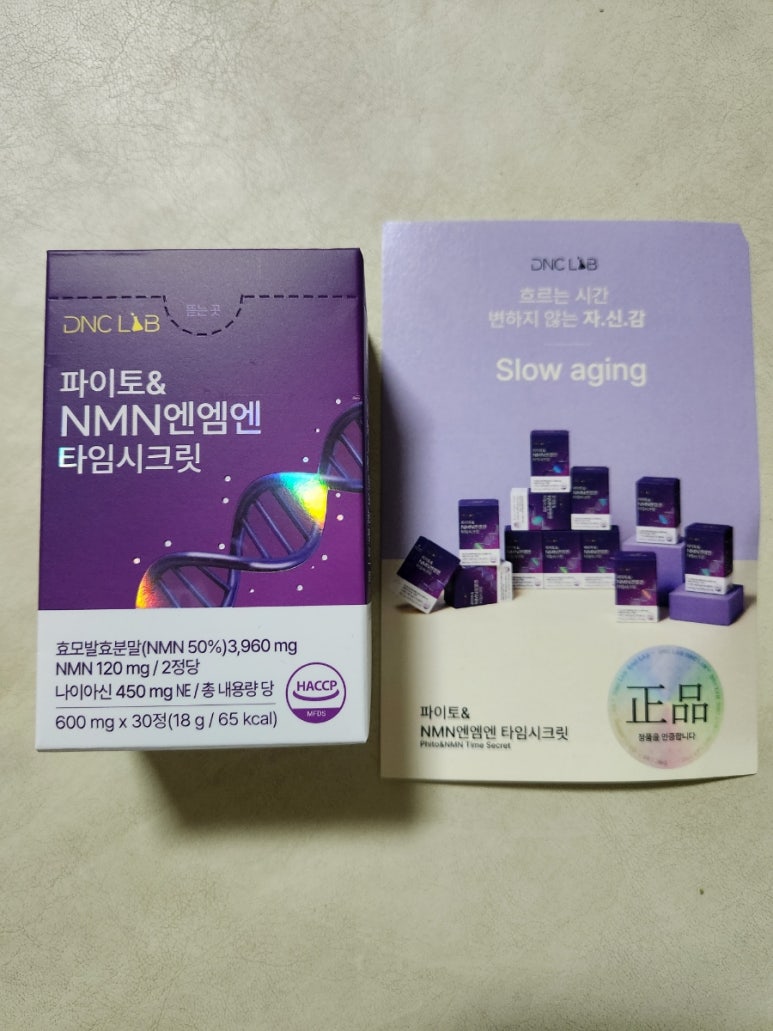 DNC LAB
뜯는 곳
파이토&
NMN엔엠엔
타임시크릿
효모발효분말(NMN 50%)3,960 mg
NMN 120 mg / 2정당
나이아신 450 mg NE / 총 내용량 당
600 mg x 30정(18 g / 65 kcal)
HACCP
MFDS
DNC LAB
흐르는 시간
변하지 않는 자.신.감
Slow aging
파이토&
NMN엔엠엔 타임시크릿
Phito&NMN Time Secret
正品
정품을 인증합니다